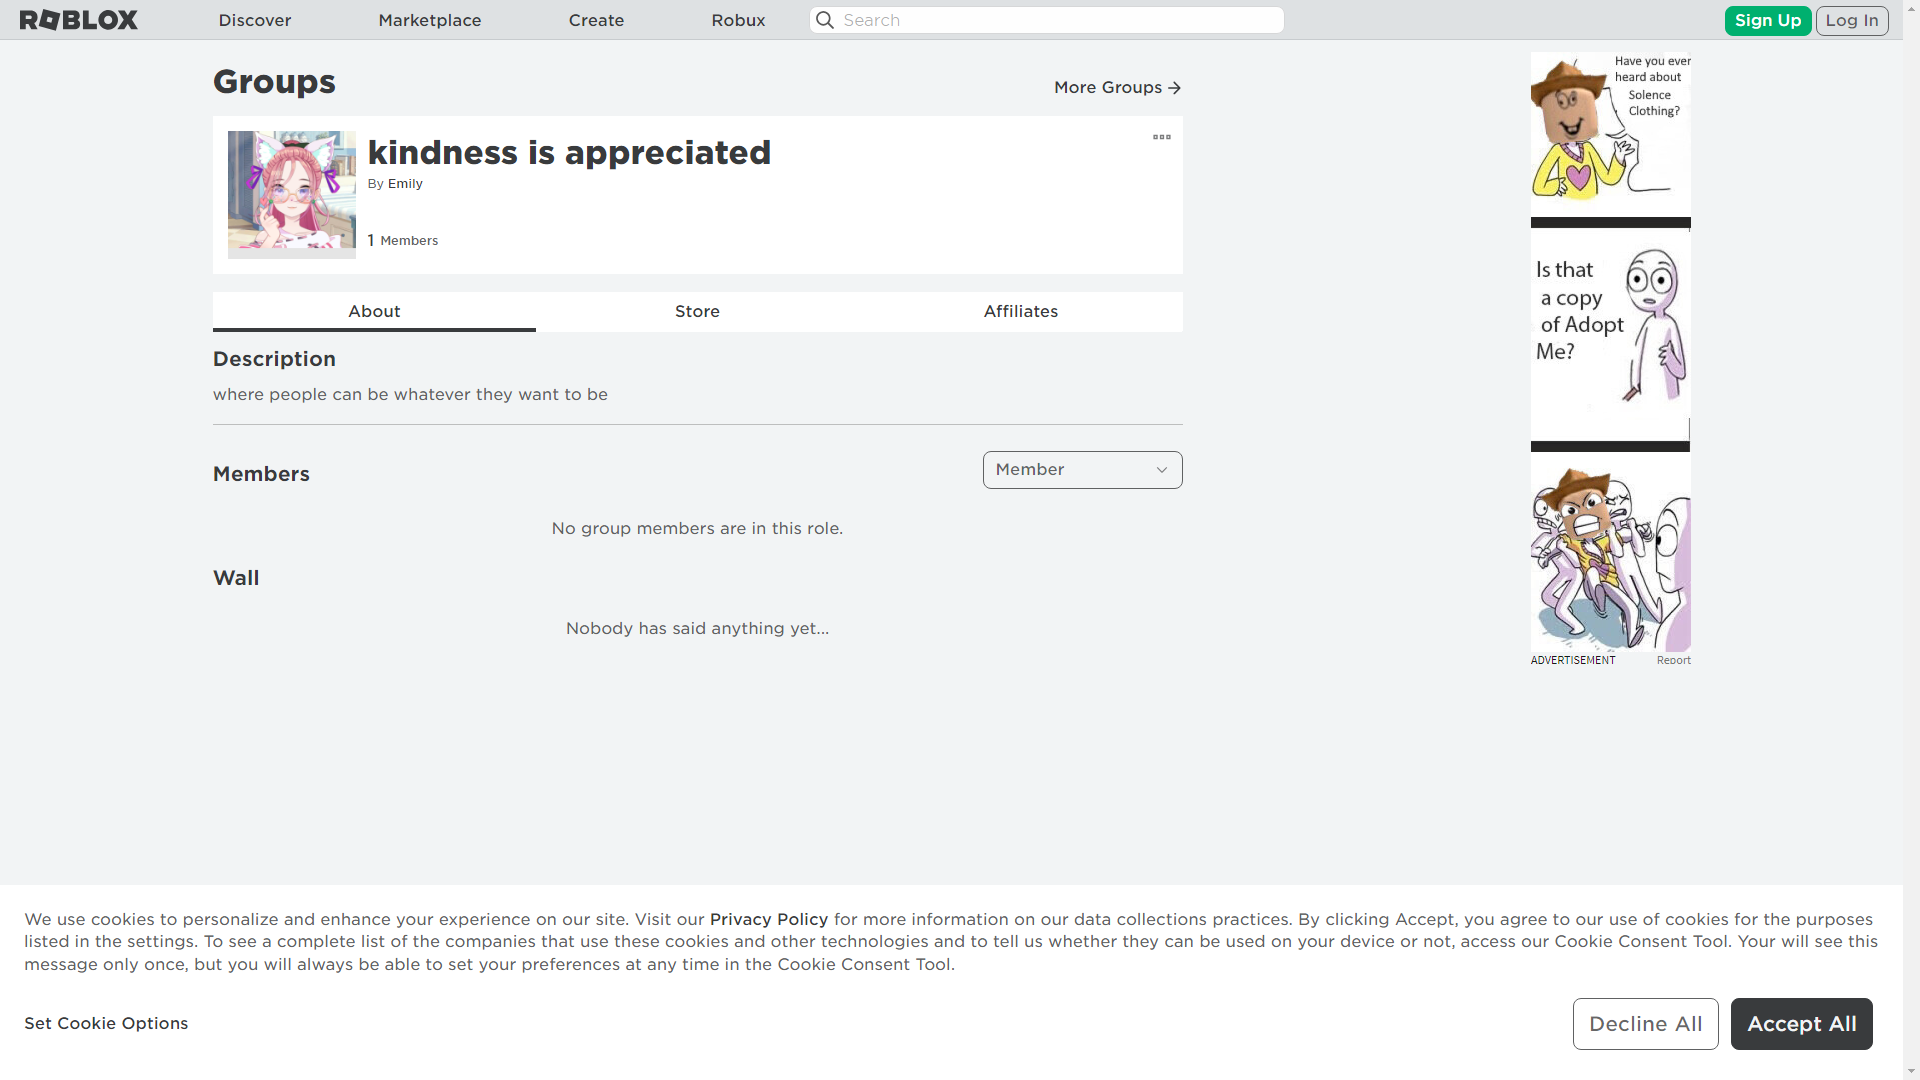 ROBLOX
Discover
Marketplace
Create
Robux
Search
Sign Up
Log In
Groups
More Groups
kindness is appreciated
By Emily
1 Members
About
Store
Affiliates
Description
where people can be whatever they want to be
Members
Member
No group members are in this role.
Wall
Nobody has said anything yet...
Have you ever
heard about
Solence
Clothing?
Is that
a copy
of Adopt
Me?
ADVERTISEMENT
Report
We use cookies to personalize and enhance your experience on our site. Visit our Privacy Policy for more information on our data collections practices. By clicking Accept, you agree to our use of cookies for the purposes
listed in the settings. To see a complete list of the companies that use these cookies and other technologies and to tell us whether they can be used on your device or not, access our Cookie Consent Tool. Your will see this
message only once, but you will always be able to set your preferences at any time in the Cookie Consent Tool.
Set Cookie Options
Decline All
Accept All